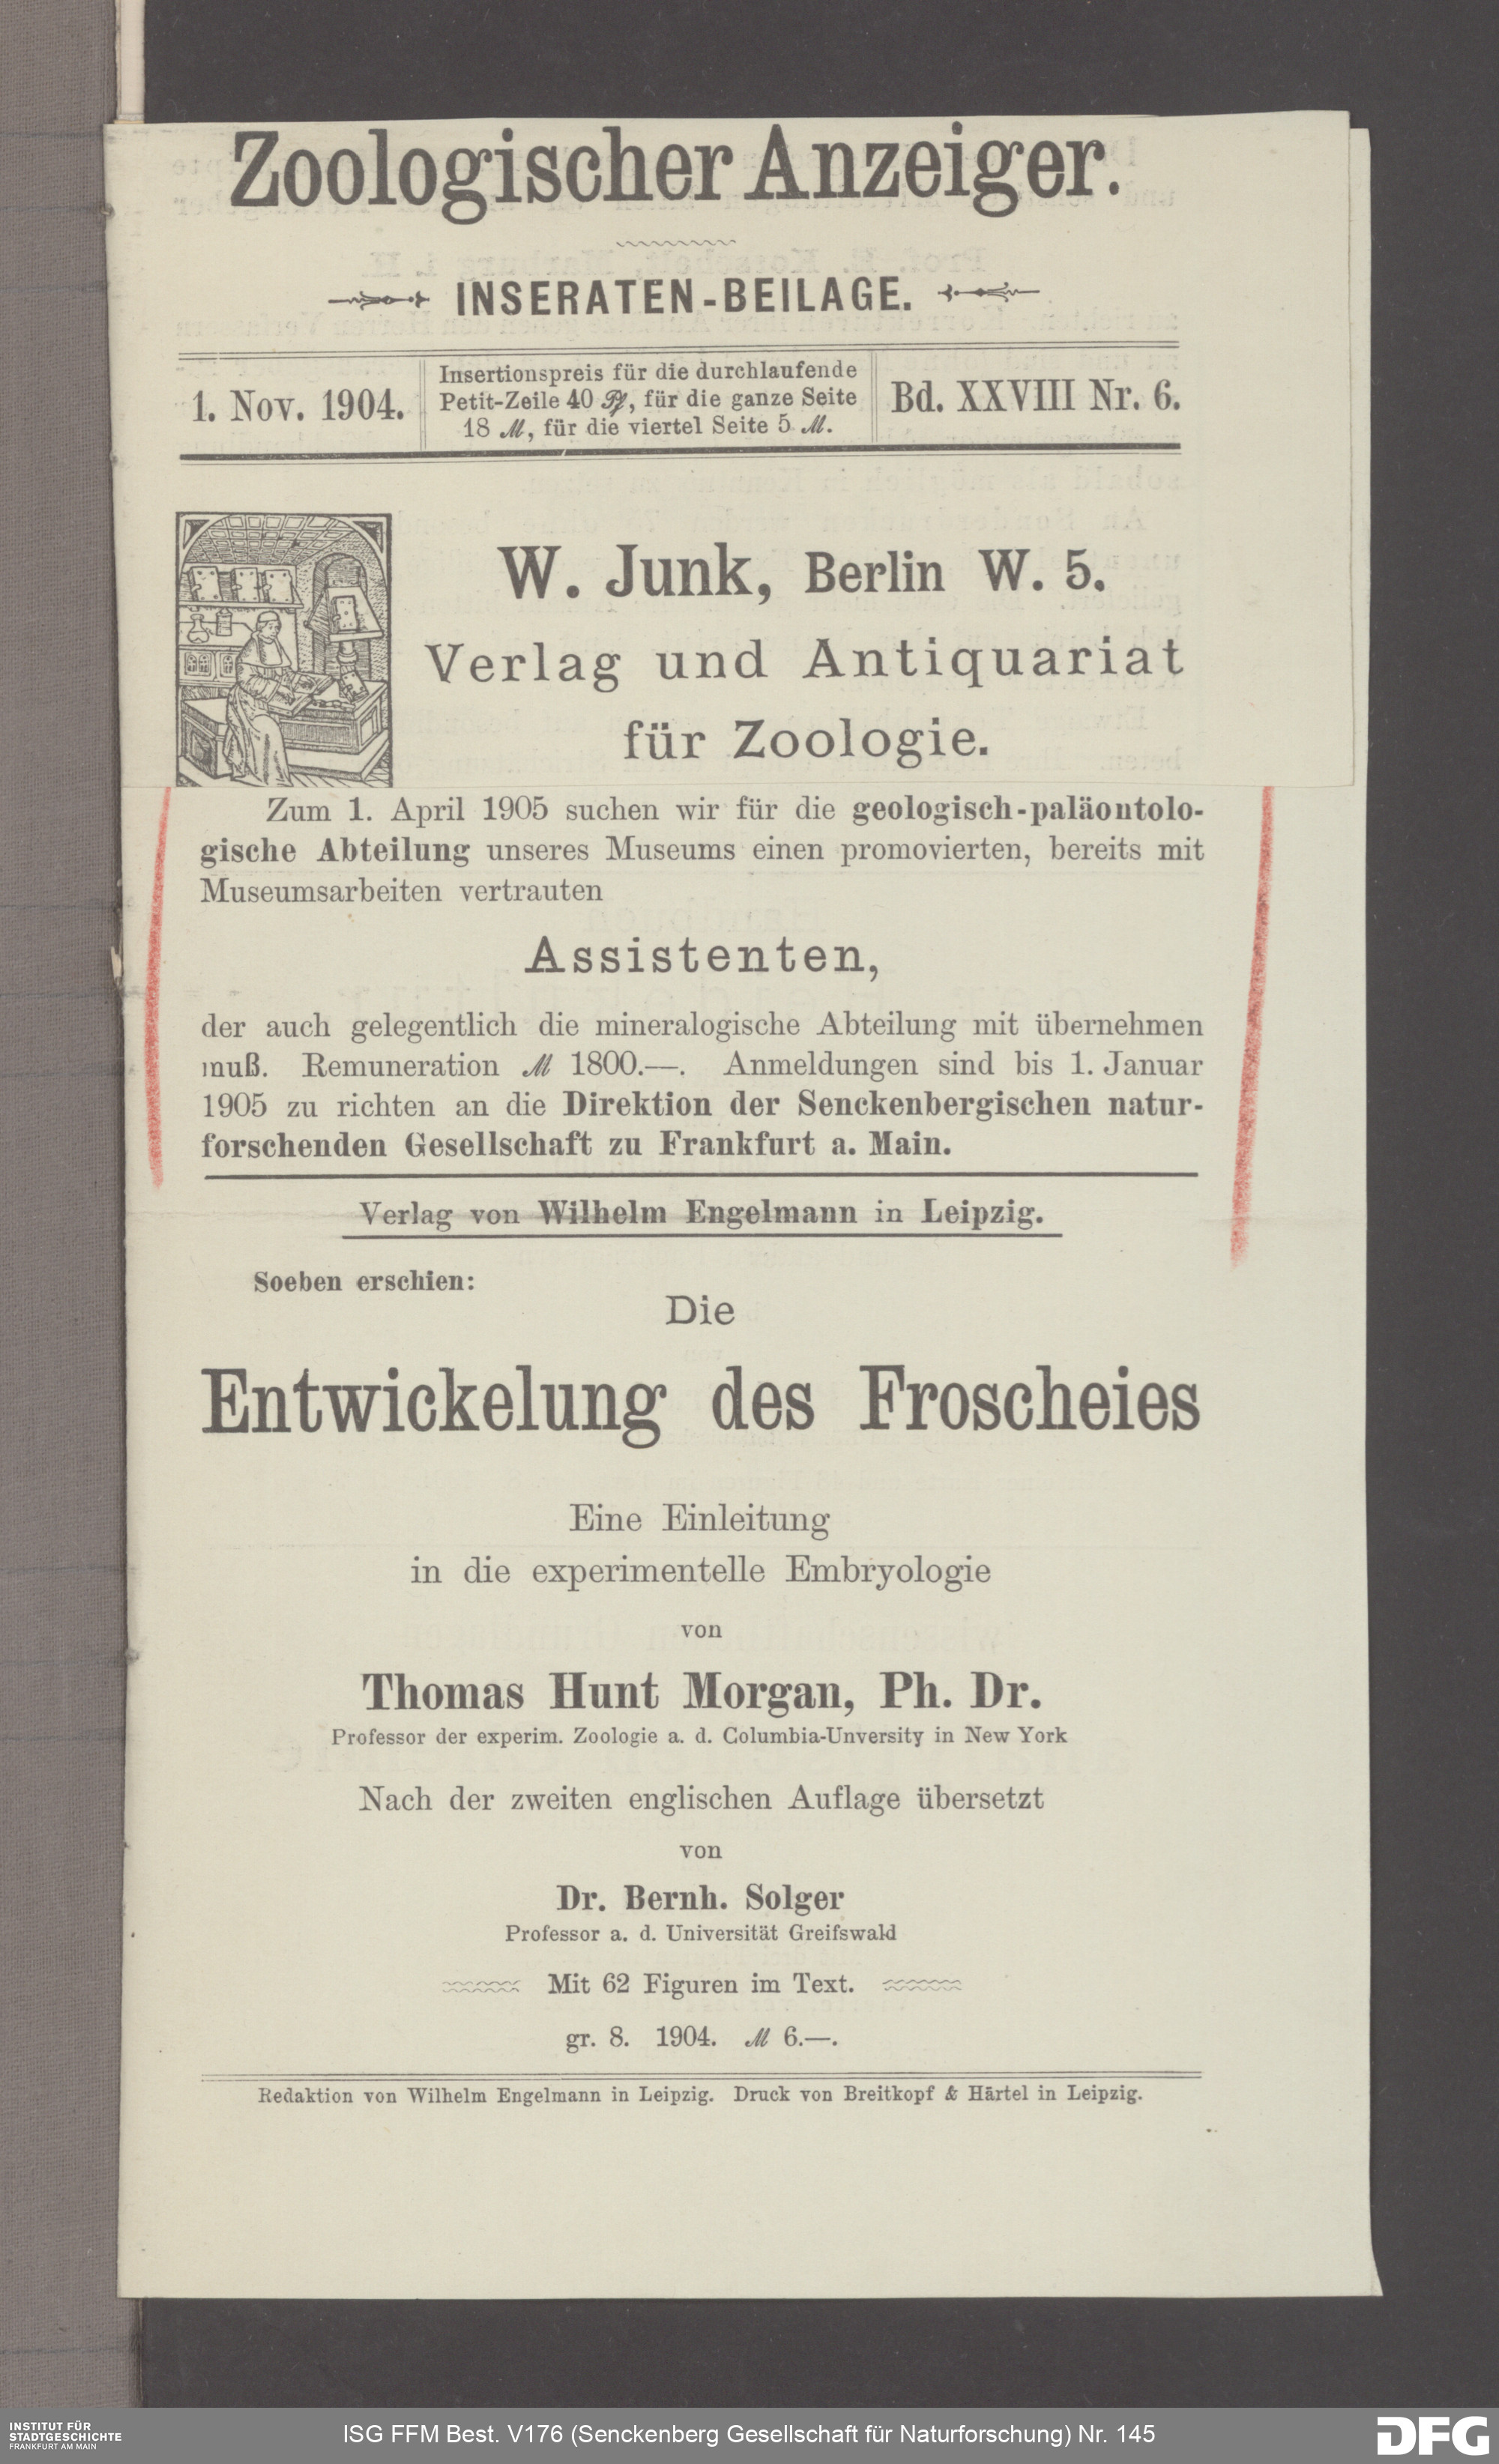 Zoologischer Anzeiger.
INSERATEN-BEILAGE.
1. Nov. 1904.
Insertionspreis für die durchlaufende
Petit-Zeile 40 ₰, für die ganze Seite
18 ℳ, für die viertel Seite 5 ℳ.
Bd. XXVIII Nr. 6.
W. Junk, Berlin W. 5.
Verlag und Antiquariat
für Zoologie.
Zum 1. April 1905 suchen wir für die geologisch-paläontolo-
gische Abteilung unseres Museums einen promovierten, bereits mit
Museumsarbeiten vertrauten
Assistenten,
der auch gelegentlich die mineralogische Abteilung mit übernehmen
muß. Remuneration ℳ 1800.—. Anmeldungen sind bis 1. Januar
1905 zu richten an die Direktion der Senckenbergischen natur-
forschenden Gesellschaft zu Frankfurt a. Main.
Verlag von Wilhelm Engelmann in Leipzig.
Soeben erschien:
Die
Entwickelung des Froscheies
Eine Einleitung
in die experimentelle Embryologie
von
Thomas Hunt Morgan, Ph. Dr.
Professor der experim. Zoologie a. d. Columbia-Unversity in New York
Nach der zweiten englischen Auflage übersetzt
von
Dr. Bernh. Solger
Professor a. d. Universität Greifswald
Mit 62 Figuren im Text.
gr. 8. 1904. ℳ 6.—.
Redaktion von Wilhelm Engelmann in Leipzig. Druck von Breitkopf & Härtel in Leipzig.
INSTITUT FÜR
STADTGESCHICHTE
FRANKFURT AM MAIN
ISG FFM Best. V176 (Senckenberg Gesellschaft für Naturforschung) Nr. 145
DFG